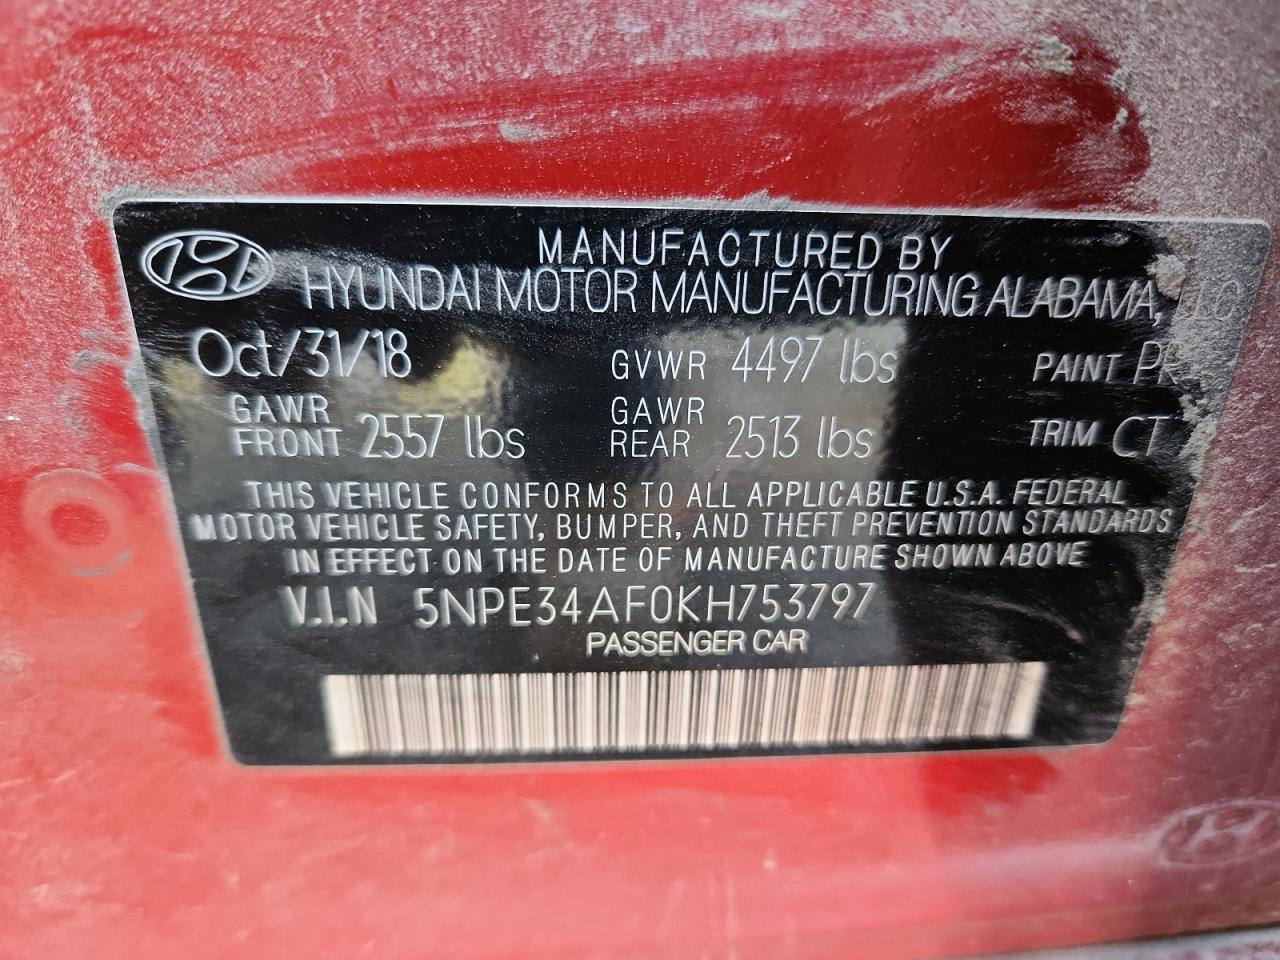 MANUFACTURED BY
HYUNDAI MOTOR MANUFACTURING ALABAMA, LLC
Oct/31/18 GVWR 4497 lbs PAINT
GAWR FRONT 2557 lbs GAWR REAR 2513 lbs TRIM CT
THIS VEHICLE CONFORMS TO ALL APPLICABLE U.S.A. FEDERAL
MOTOR VEHICLE SAFETY, BUMPER, AND THEFT PREVENTION STANDARDS
IN EFFECT ON THE DATE OF MANUFACTURE SHOWN ABOVE
V.I.N 5NPE34AF0KH753797
PASSENGER CAR